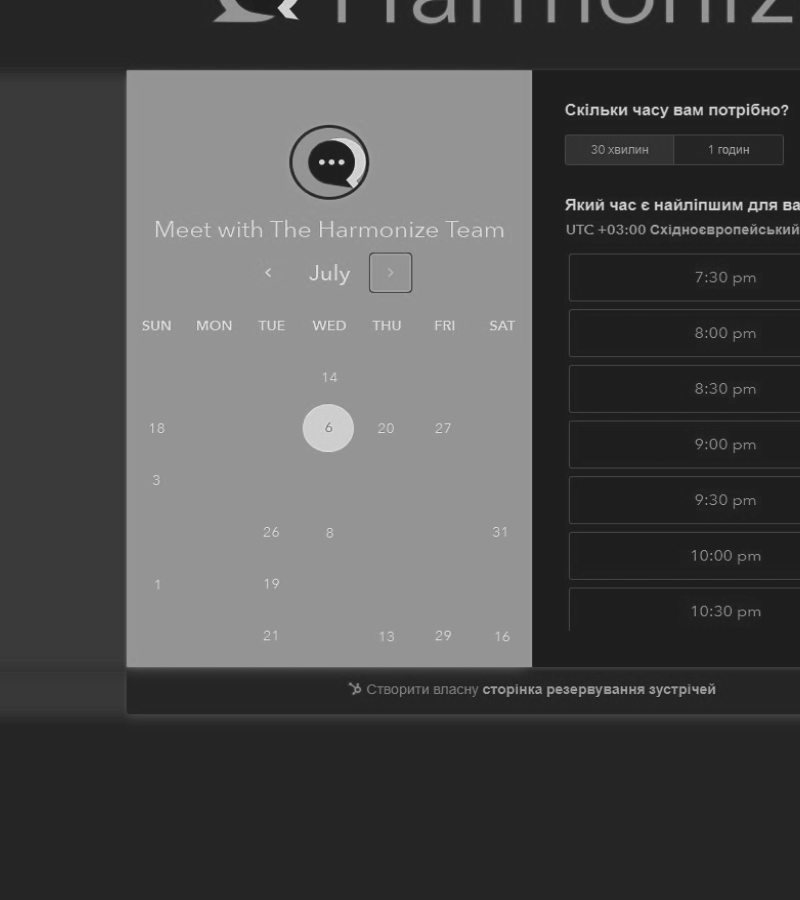 Harmoniz
Meet with The Harmonize Team
July
SUN MON TUE WED THU FRI SAT
14
18 6 20 27
3
26 8 31
1 19
21 13 29 16
Скільки часу вам потрібно?
30 хвилин 1 годин
Який час є найліпшим для ва
UTC +03:00 Східноєвропейський
7:30 pm
8:00 pm
8:30 pm
9:00 pm
9:30 pm
10:00 pm
10:30 pm
Створити власну сторінка резервування зустрічей